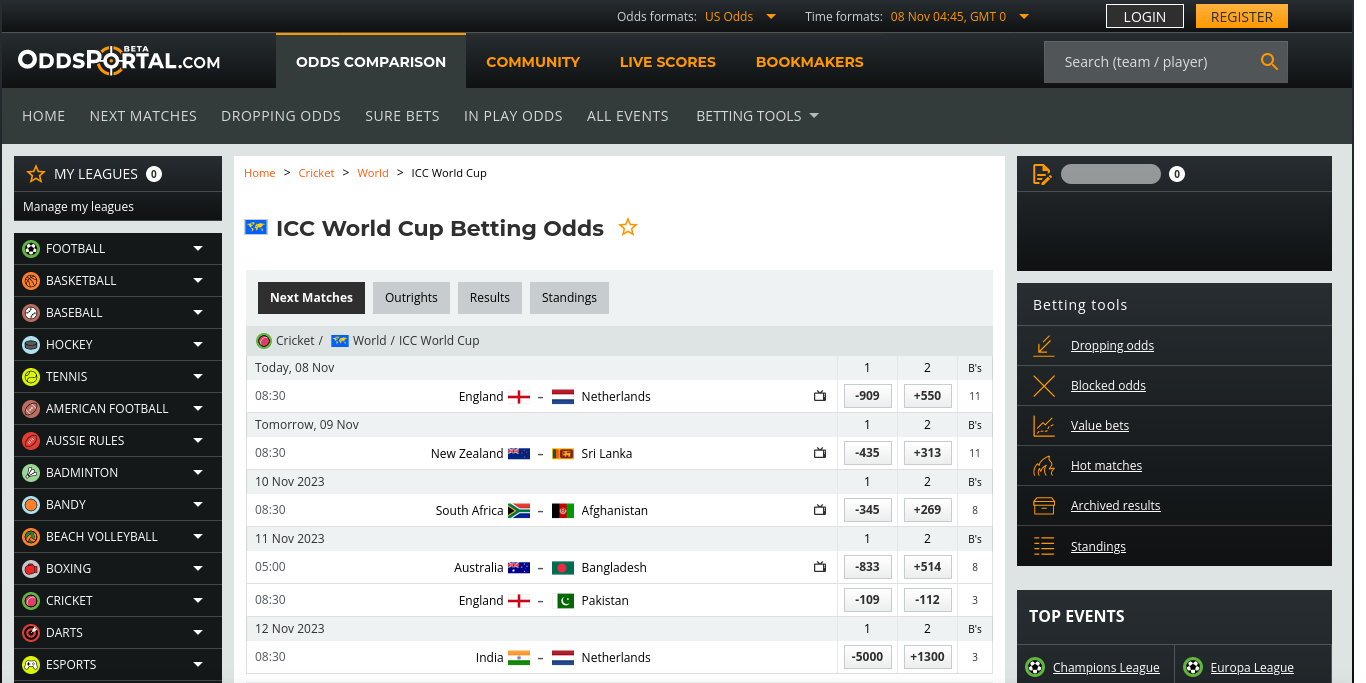 Odds formats: US Odds Time formats: 08 Nov 04:45, GMT 0 LOGIN REGISTER
ODDSPORTAL.COM BETA ODDS COMPARISON COMMUNITY LIVE SCORES BOOKMAKERS Search (team / player)
HOME NEXT MATCHES DROPPING ODDS SURE BETS IN PLAY ODDS ALL EVENTS BETTING TOOLS
MY LEAGUES 0
Manage my leagues
FOOTBALL
BASKETBALL
BASEBALL
HOCKEY
TENNIS
AMERICAN FOOTBALL
AUSSIE RULES
BADMINTON
BANDY
BEACH VOLLEYBALL
BOXING
CRICKET
DARTS
ESPORTS
Home > Cricket > World > ICC World Cup
ICC World Cup Betting Odds
Next Matches Outrights Results Standings
Cricket / World / ICC World Cup
Today, 08 Nov 1 2 B's
08:30 England – Netherlands -909 +550 11
Tomorrow, 09 Nov 1 2 B's
08:30 New Zealand – Sri Lanka -435 +313 11
10 Nov 2023 1 2 B's
08:30 South Africa – Afghanistan -345 +269 8
11 Nov 2023 1 2 B's
05:00 Australia – Bangladesh -833 +514 8
08:30 England – Pakistan -109 -112 3
12 Nov 2023 1 2 B's
08:30 India – Netherlands -5000 +1300 3
0
Betting tools
Dropping odds
Blocked odds
Value bets
Hot matches
Archived results
Standings
TOP EVENTS
Champions League Europa League